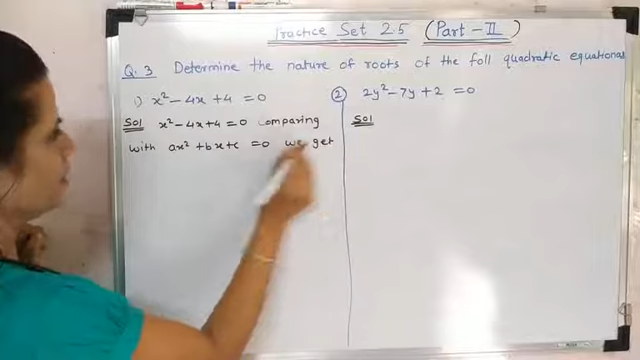 Practice Set 2.5 (Part - II)
Q. 3 Determine the nature of roots of the foll quadratic equations
1) x² - 4x + 4 = 0
Sol x² - 4x + 4 = 0 comparing
with ax² + bx + c = 0 we get
② 2y² - 7y + 2 = 0
Sol